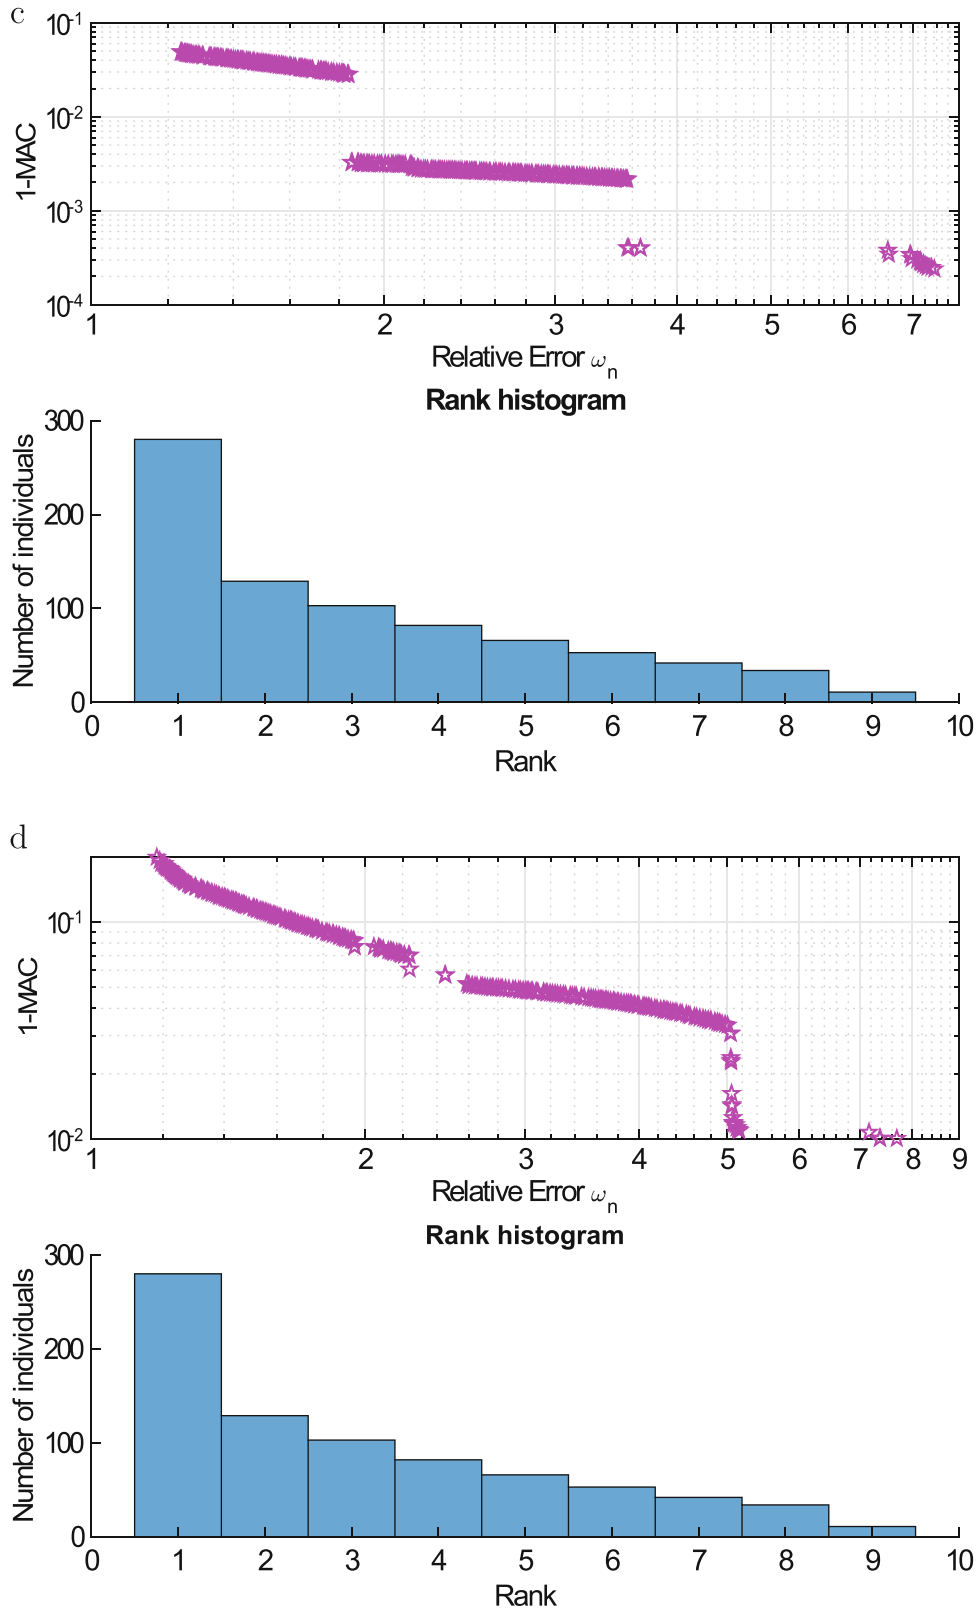 c
10-1
10-2
10-3
10-4
1-MAC
1 2 3 4 5 6 7
Relative Error ωn
Rank histogram
300
200
100
0
Number of individuals
0 1 2 3 4 5 6 7 8 9 10
Rank
d
10-1
10-2
1-MAC
1 2 3 4 5 6 7 8 9
Relative Error ωn
Rank histogram
300
200
100
0
Number of individuals
0 1 2 3 4 5 6 7 8 9 10
Rank